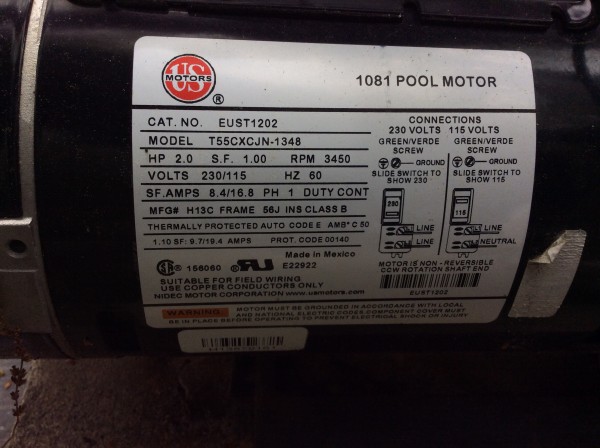 US
MOTORS
®
1081 POOL MOTOR
CAT. NO. EUST1202
MODEL T55CXCJN-1348
HP 2.0 S.F. 1.00 RPM 3450
VOLTS 230/115 HZ 60
SF.AMPS 8.4/16.8 PH 1 DUTY CONT
MFG# H13C FRAME 56J INS CLASS B
THERMALLY PROTECTED AUTO CODE E AMB°C 50
1.10 SF: 9.7/19.4 AMPS PROT. CODE 00140
Made in Mexico
156060 E22922
SUITABLE FOR FIELD WIRING
USE COPPER CONDUCTORS ONLY
NIDEC MOTOR CORPORATION www.usmotors.com
CONNECTIONS
230 VOLTS 115 VOLTS
GREEN/VERDE GREEN/VERDE
SCREW SCREW
GROUND GROUND
SLIDE SWITCH TO SLIDE SWITCH TO
SHOW 230 SHOW 115
230 115
LINE LINE
LINE NEUTRAL
MOTOR IS NON - REVERSIBLE
CCW ROTATION SHAFT END
EUST1202
WARNING
MOTOR MUST BE GROUNDED IN ACCORDANCE WITH LOCAL
AND NATIONAL ELECTRIC CODES. COMPONENT COVER MUST
BE IN PLACE BEFORE OPERATING TO PREVENT ELECTRICAL SHOCK OR INJURY.